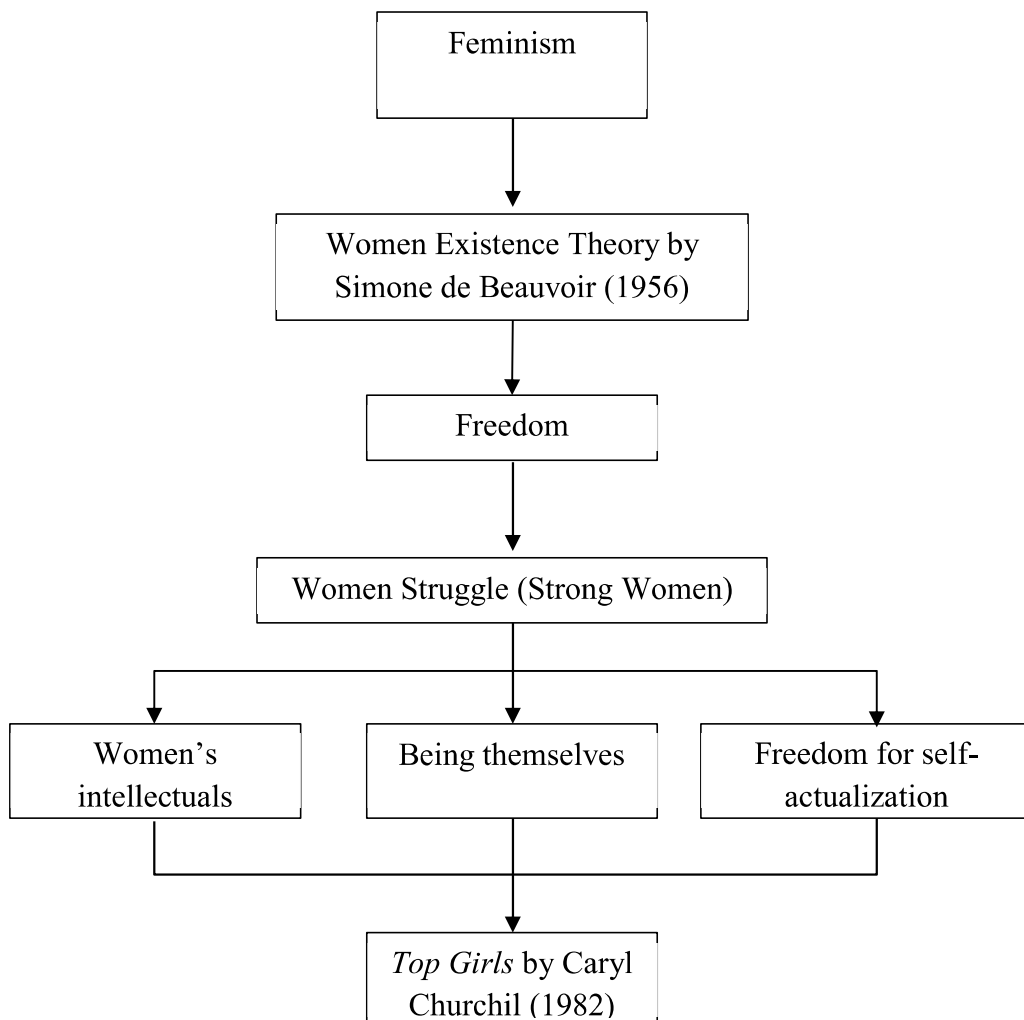 Feminism
Women Existence Theory by
Simone de Beauvoir (1956)
Freedom
Women Struggle (Strong Women)
Women’s
intellectuals
Being themselves
Freedom for self-
actualization
Top Girls by Caryl
Churchil (1982)